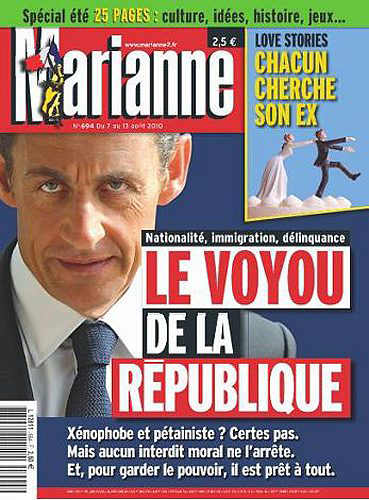 Spécial été 25 PAGES : culture, idées, histoire, jeux...
Marianne
www.marianne2.fr
2,5 €
N° 694 Du 7 au 13 août 2010
LOVE STORIES
CHACUN
CHERCHE
SON EX
Nationalité, immigration, délinquance
LE VOYOU
DE LA
RÉPUBLIQUE
Xénophobe et pétainiste ? Certes pas.
Mais aucun interdit moral ne l'arrête.
Et, pour garder le pouvoir, il est prêt à tout.